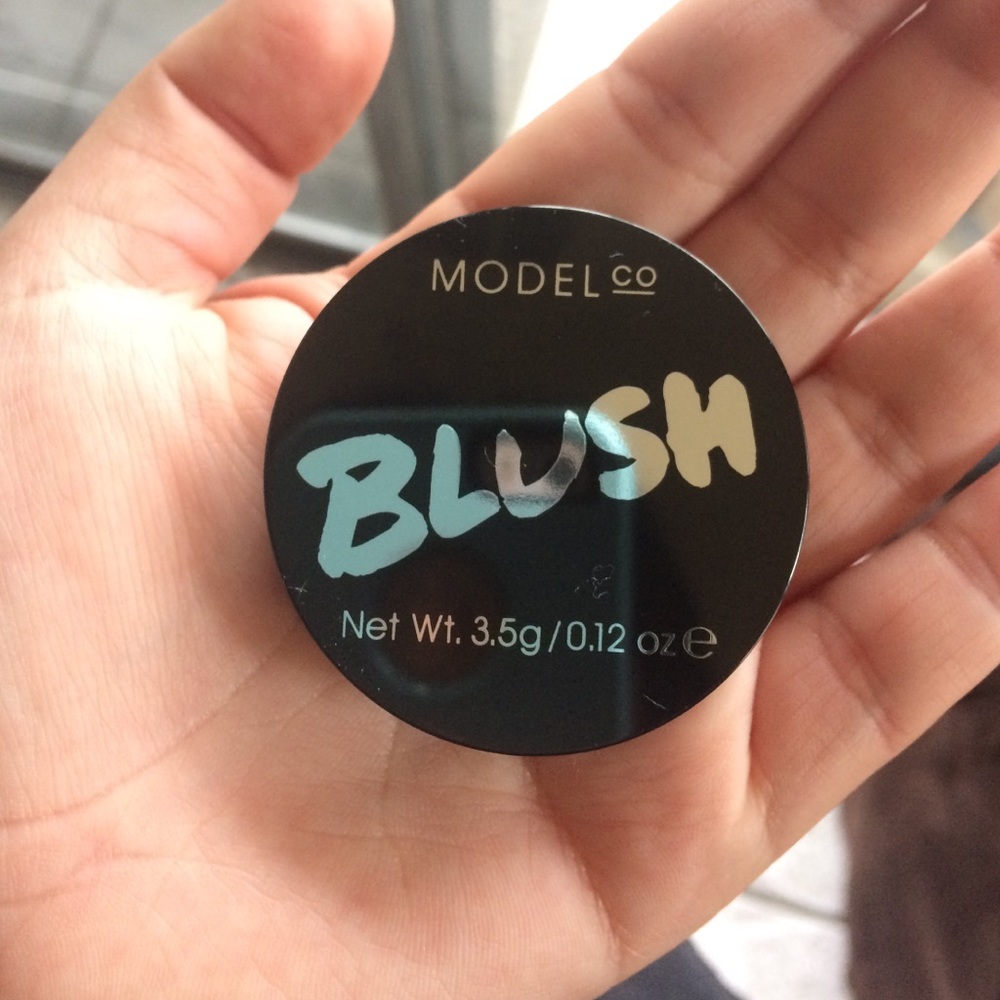 MODEL CO
BLUSH
Net Wt. 3.5g/0.12 oz ℮